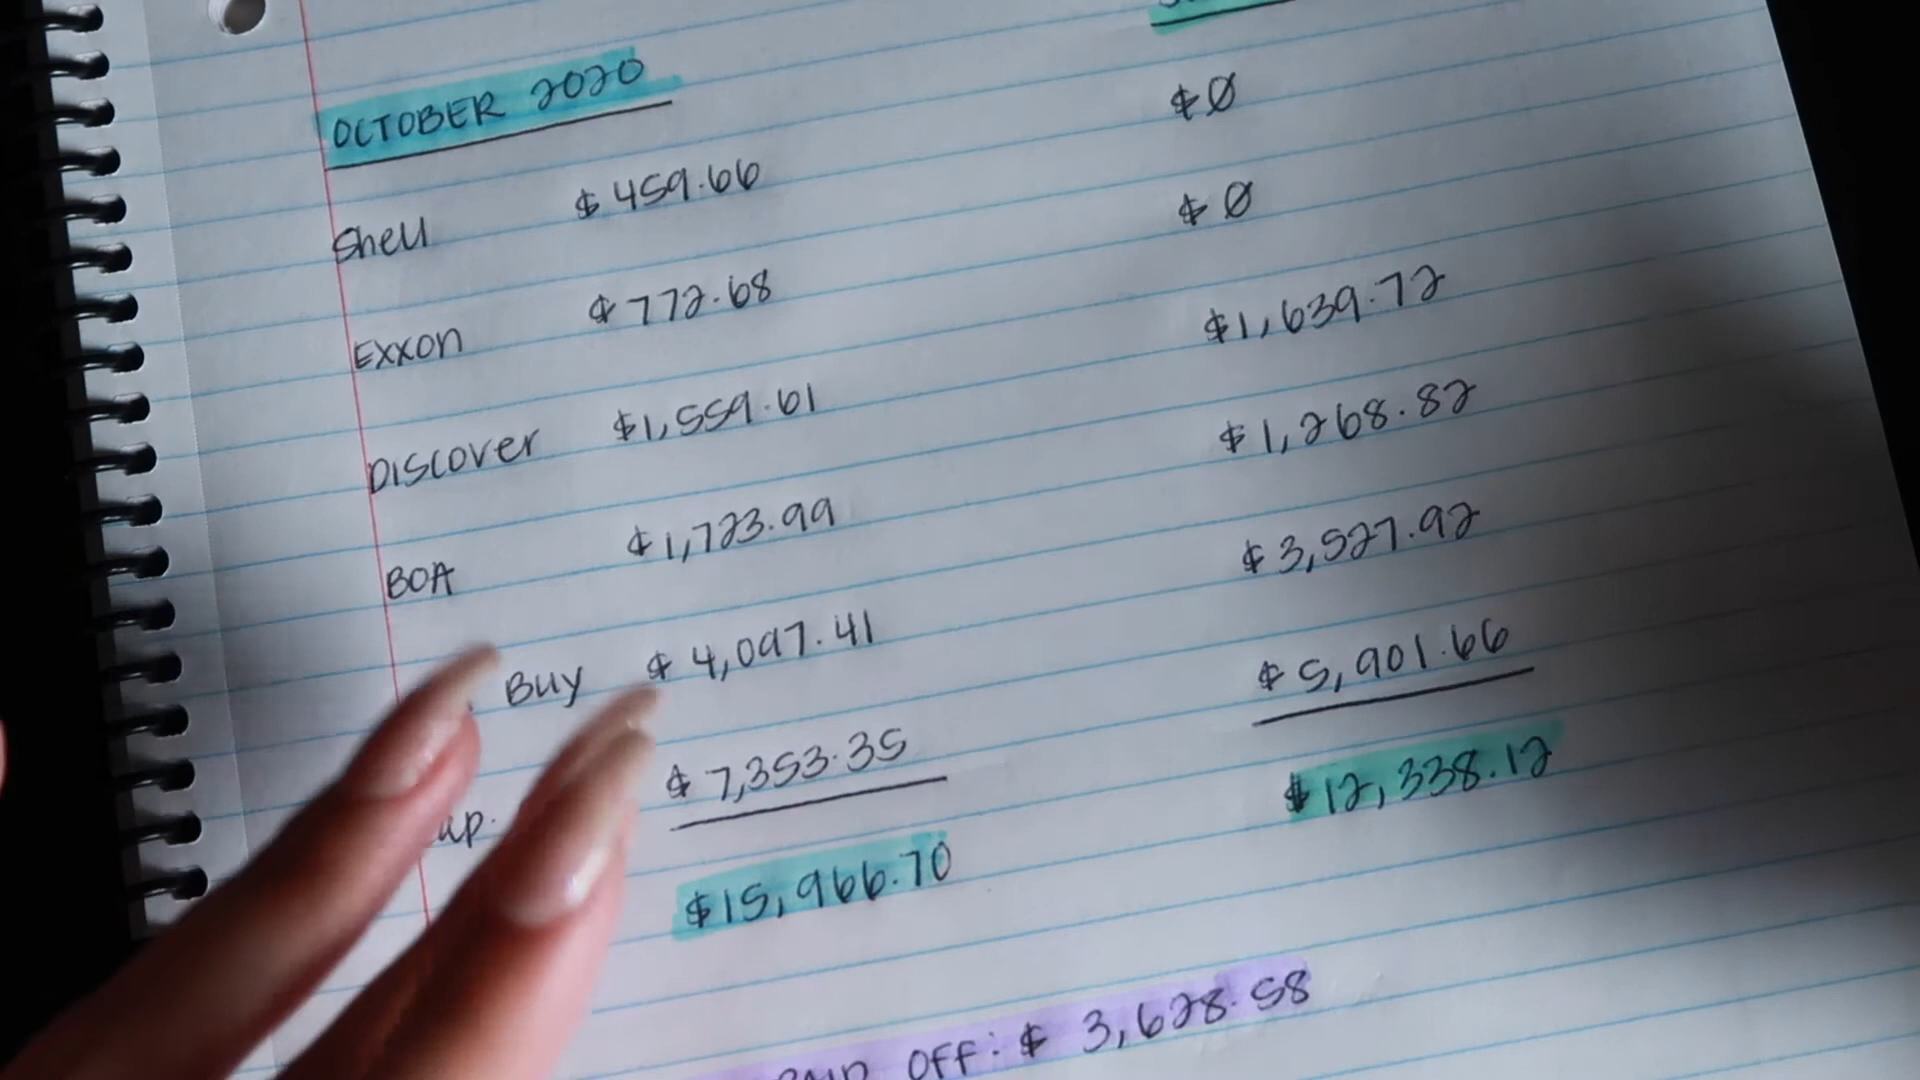 OCTOBER 2020
Shell $459.66 $0
Exxon $772.68 $0
Discover $1,559.61 $1,639.72
BOA $1,723.99 $1,268.82
Buy $4,097.41 $3,527.92
ap. $7,353.35 $5,901.66
$15,966.70 $12,338.12
OFF: $3,628.58